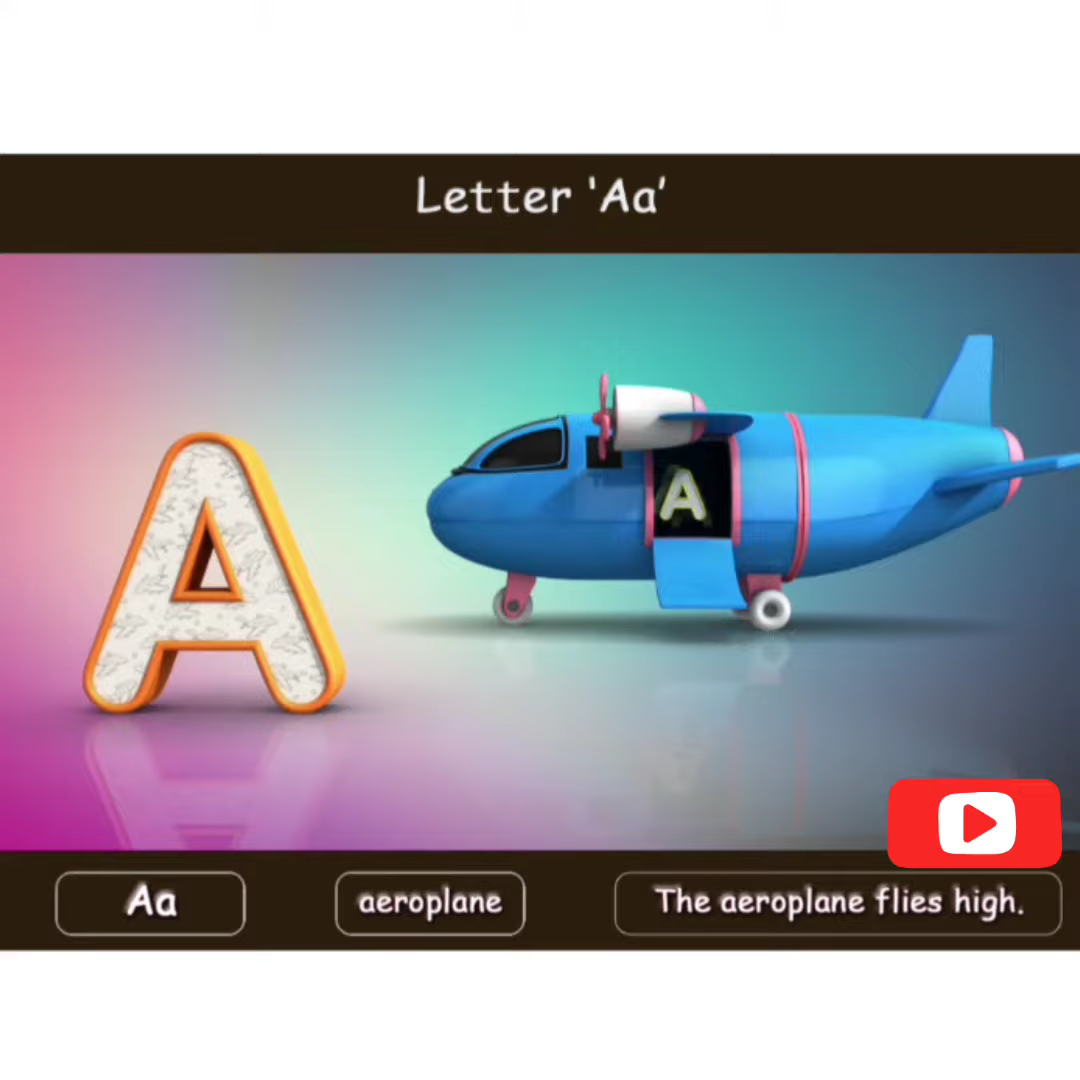 Letter ‘Aa’
A
A
Aa
aeroplane
The aeroplane flies high.